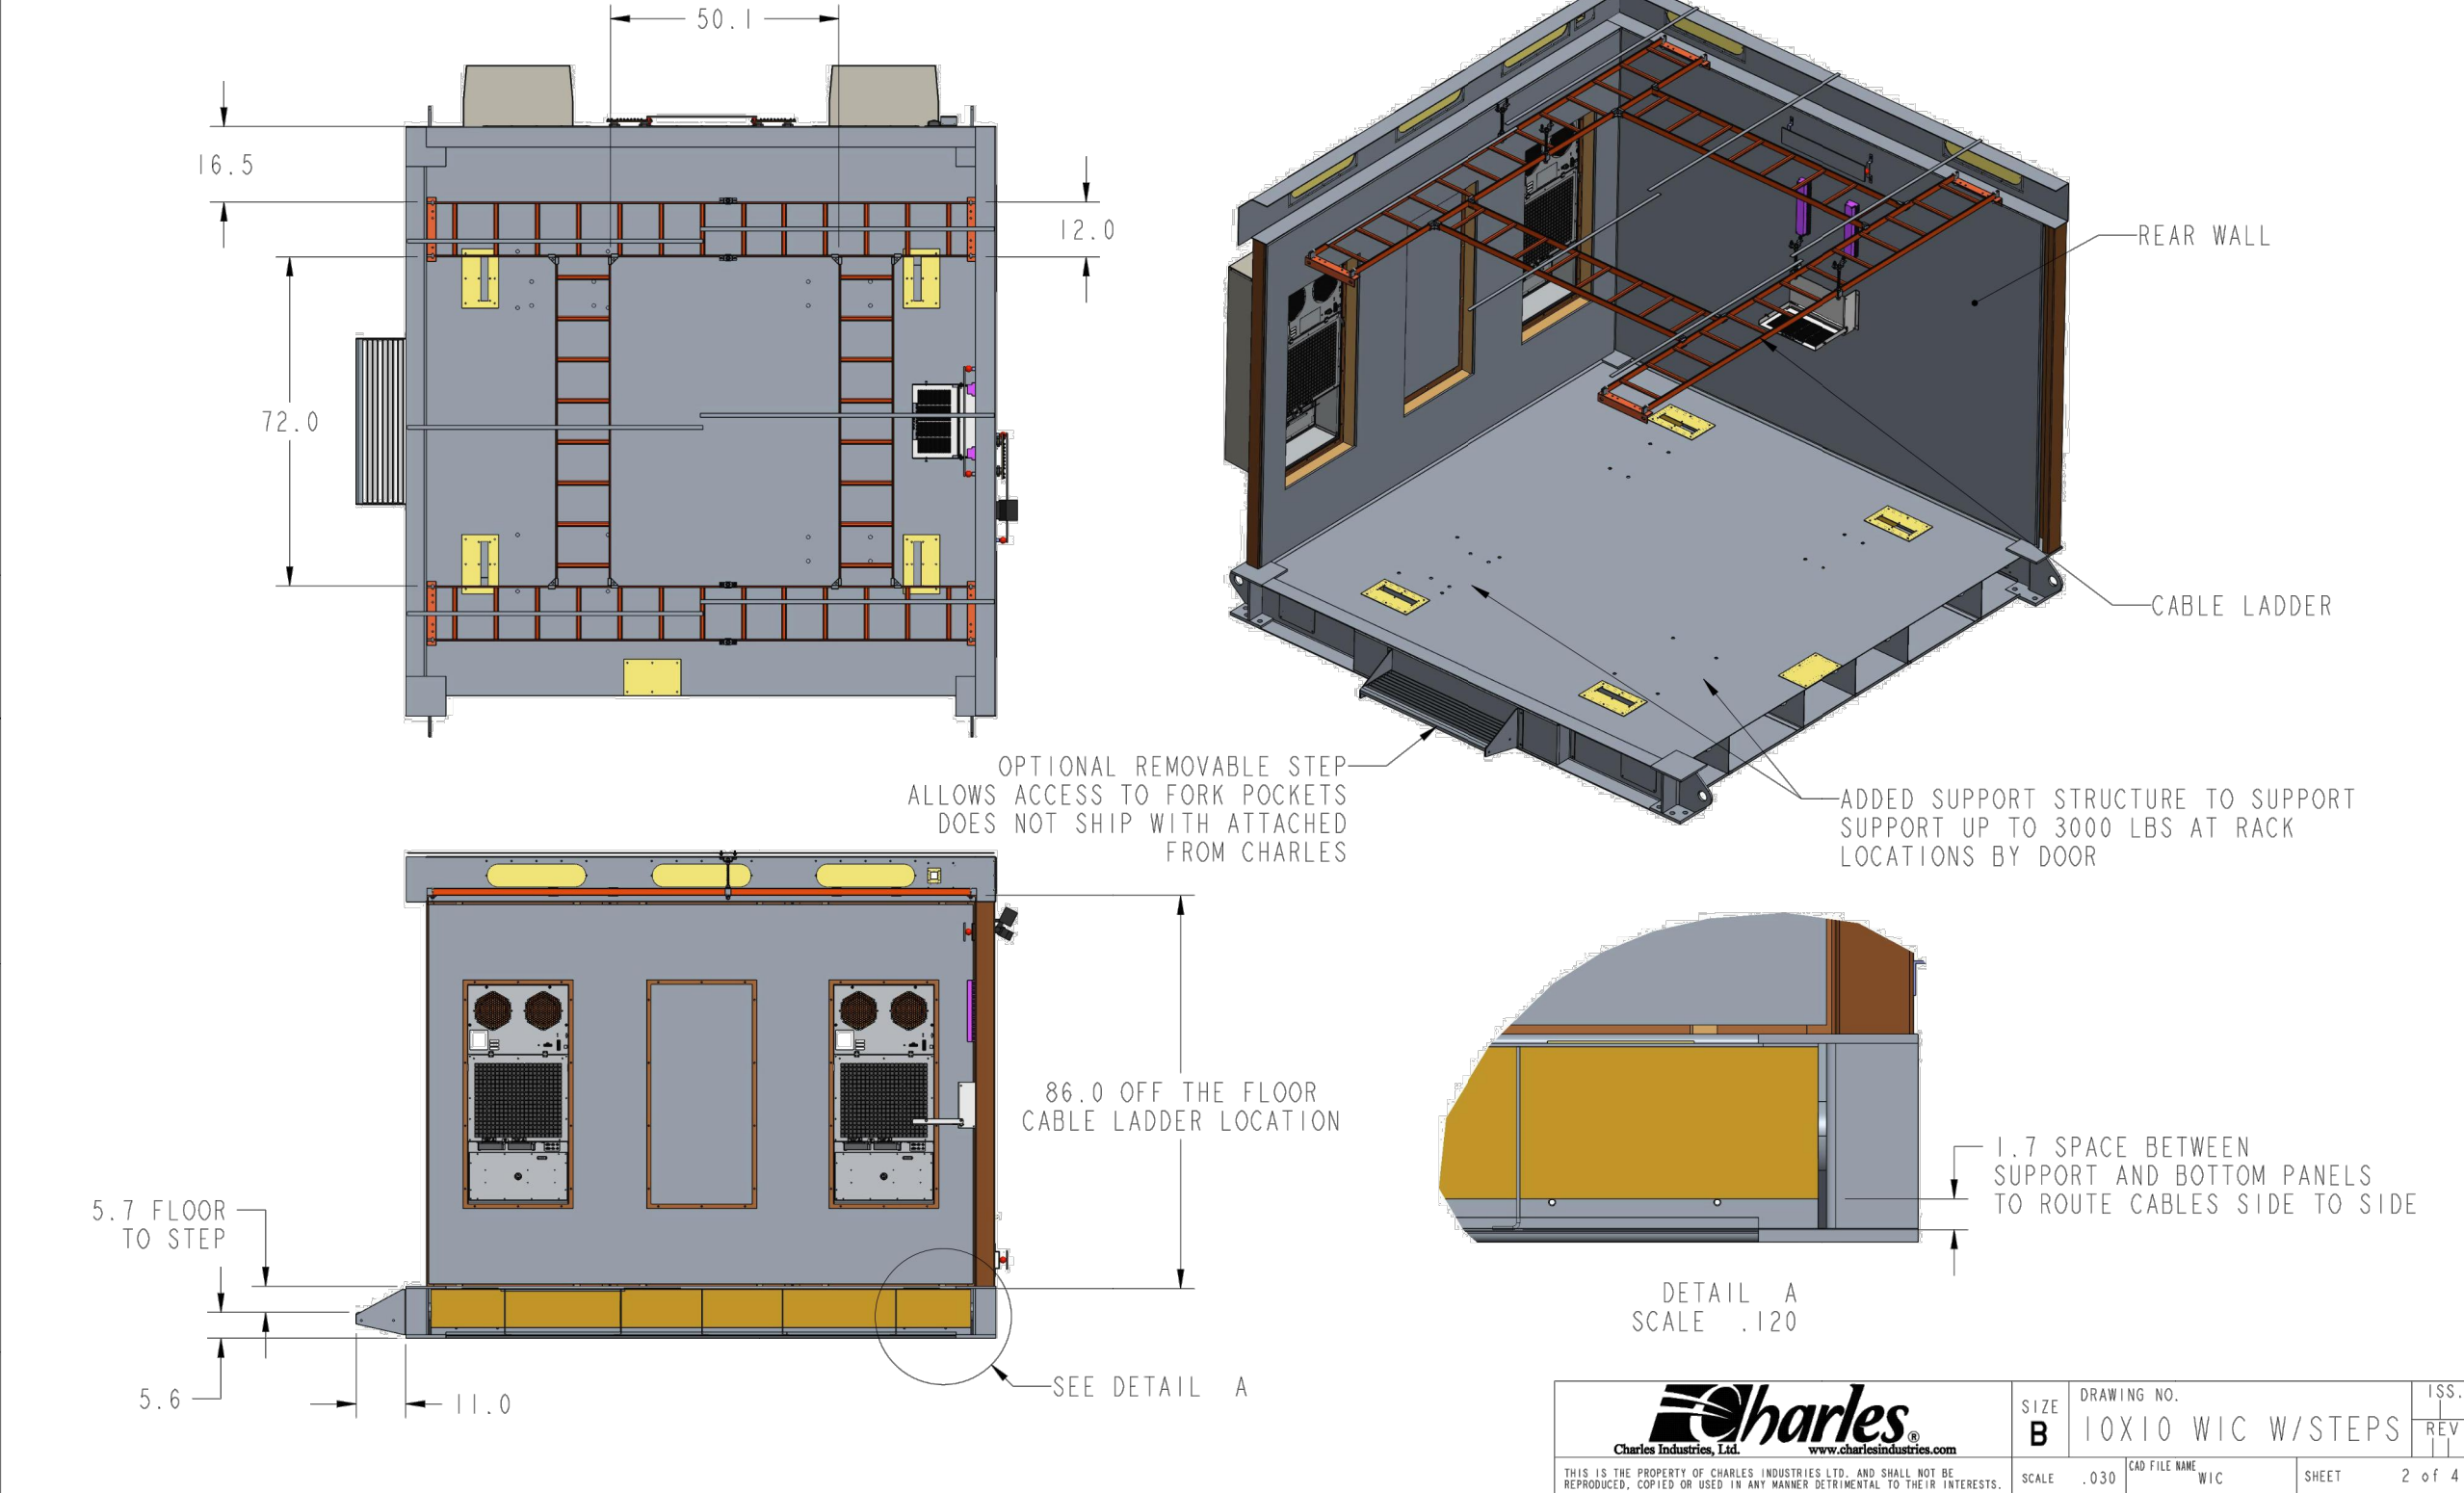 50.1
16.5
12.0
72.0
REAR WALL
CABLE LADDER
OPTIONAL REMOVABLE STEP
ALLOWS ACCESS TO FORK POCKETS
DOES NOT SHIP WITH ATTACHED
FROM CHARLES
ADDED SUPPORT STRUCTURE TO SUPPORT
SUPPORT UP TO 3000 LBS AT RACK
LOCATIONS BY DOOR
86.0 OFF THE FLOOR
CABLE LADDER LOCATION
5.7 FLOOR
TO STEP
5.6
11.0
SEE DETAIL A
1.7 SPACE BETWEEN
SUPPORT AND BOTTOM PANELS
TO ROUTE CABLES SIDE TO SIDE
DETAIL A
SCALE .120
Charles®
Charles Industries, Ltd. www.charlesindustries.com
THIS IS THE PROPERTY OF CHARLES INDUSTRIES LTD. AND SHALL NOT BE
REPRODUCED, COPIED OR USED IN ANY MANNER DETRIMENTAL TO THEIR INTERESTS.
SIZE
B
DRAWING NO.
10X10 WIC W/STEPS
ISS.
1
REV
11
SCALE .030
CAD FILE NAME
WIC
SHEET 2 of 4